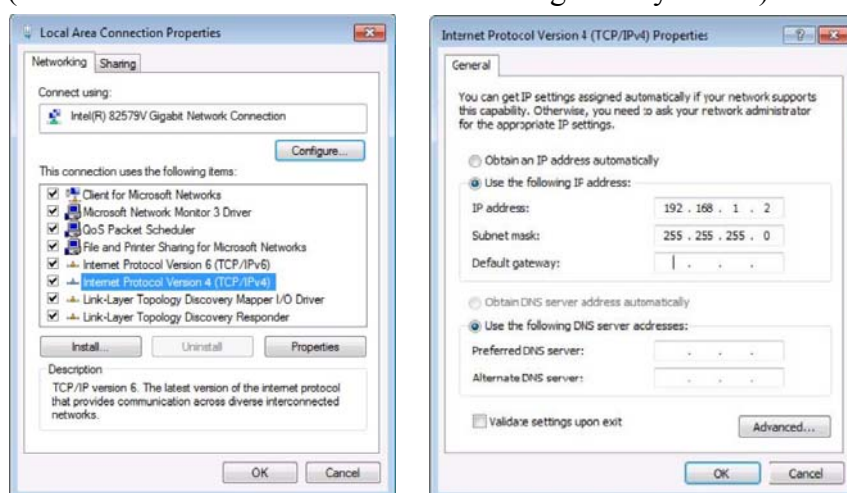 Local Area Connection Properties
Networking Sharing
Connect using:
Intel(R) 82579V Gigabit Network Connection
Configure...
This connection uses the following items:
Client for Microsoft Networks
Microsoft Network Monitor 3 Driver
QoS Packet Scheduler
File and Printer Sharing for Microsoft Networks
Internet Protocol Version 6 (TCP/IPv6)
Internet Protocol Version 4 (TCP/IPv4)
Link-Layer Topology Discovery Mapper I/O Driver
Link-Layer Topology Discovery Responder
Install... Uninstall Properties
Description
TCP/IP version 6. The latest version of the internet protocol
that provides communication across diverse interconnected
networks.
OK Cancel
Internet Protocol Version 4 (TCP/IPv4) Properties
General
You can get IP settings assigned automatically if your network supports
this capability. Otherwise, you need to ask your network administrator
for the appropriate IP settings.
Obtain an IP address automatically
Use the following IP address:
IP address: 192 . 168 . 1 . 2
Subnet mask: 255 . 255 . 255 . 0
Default gateway: . . .
Obtain DNS server address automatically
Use the following DNS server addresses:
Preferred DNS server: . . .
Alternate DNS server: . . .
Validate settings upon exit
Advanced...
OK Cancel